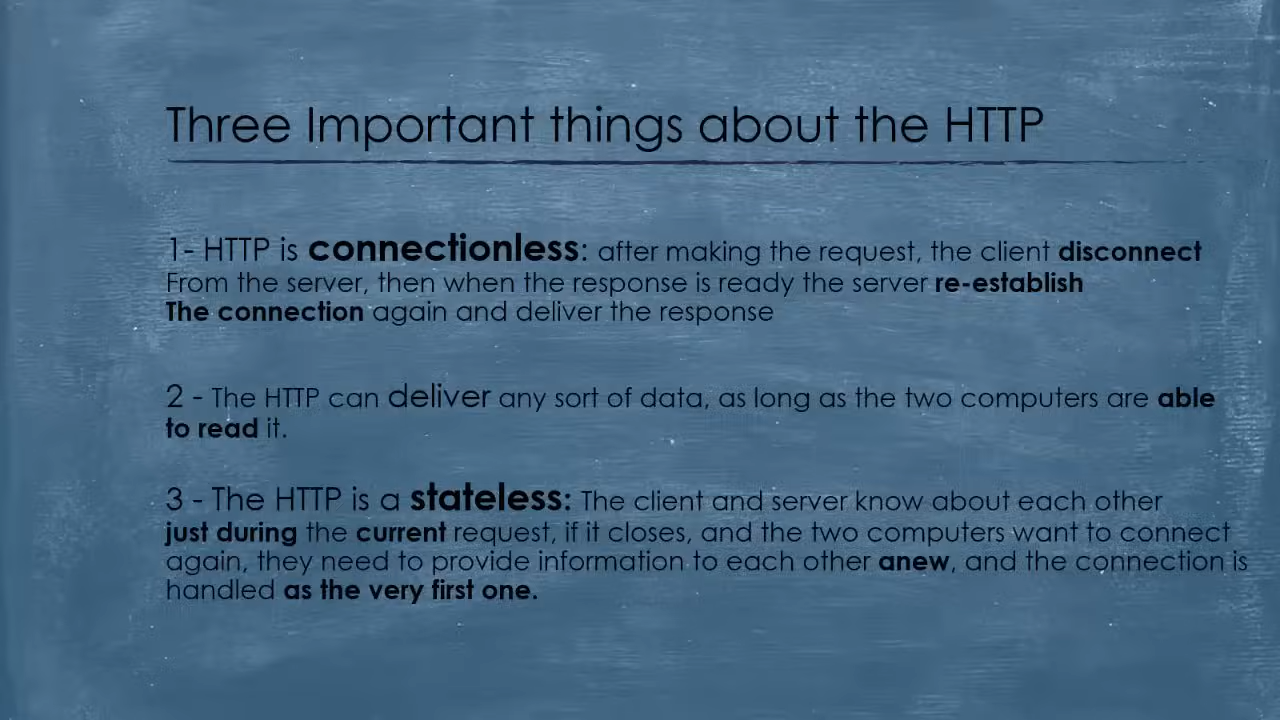 Three Important things about the HTTP
1- HTTP is connectionless: after making the request, the client disconnect
From the server, then when the response is ready the server re-establish
The connection again and deliver the response
2 - The HTTP can deliver any sort of data, as long as the two computers are able
to read it.
3 - The HTTP is a stateless: The client and server know about each other
just during the current request, if it closes, and the two computers want to connect
again, they need to provide information to each other anew, and the connection is
handled as the very first one.